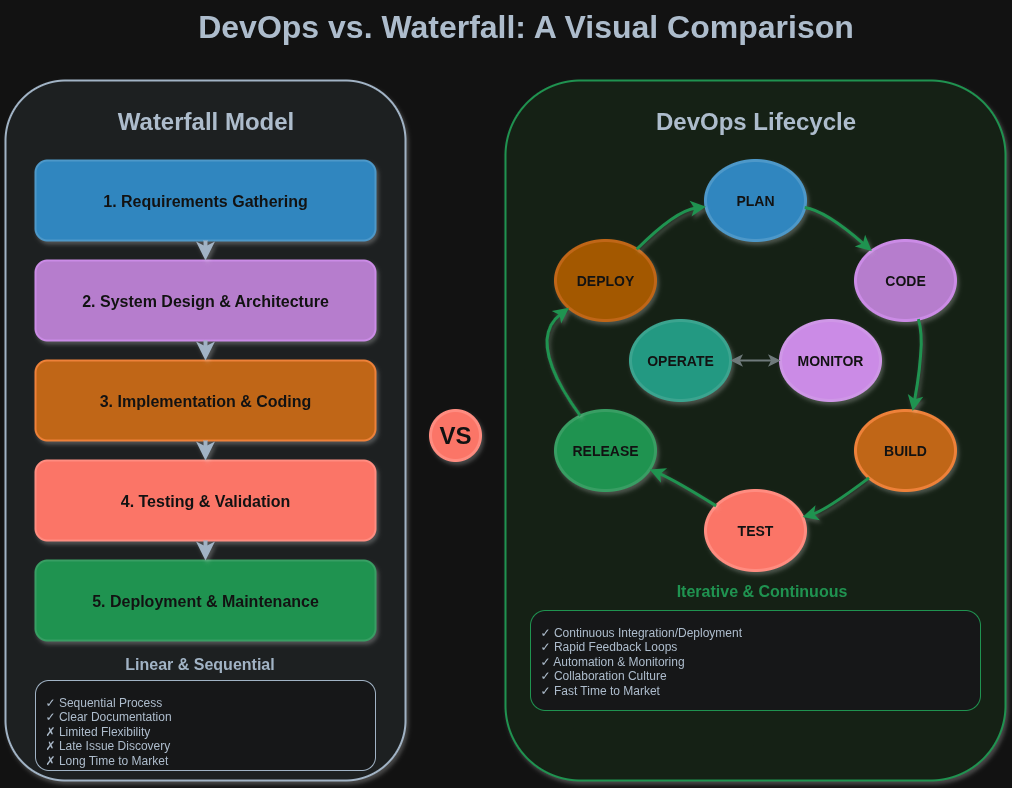 DevOps vs. Waterfall: A Visual Comparison
Waterfall Model
1. Requirements Gathering
2. System Design & Architecture
3. Implementation & Coding
4. Testing & Validation
5. Deployment & Maintenance
Linear & Sequential
✓ Sequential Process
✓ Clear Documentation
✗ Limited Flexibility
✗ Late Issue Discovery
✗ Long Time to Market
VS
DevOps Lifecycle
PLAN
DEPLOY
CODE
OPERATE
MONITOR
RELEASE
BUILD
TEST
Iterative & Continuous
✓ Continuous Integration/Deployment
✓ Rapid Feedback Loops
✓ Automation & Monitoring
✓ Collaboration Culture
✓ Fast Time to Market